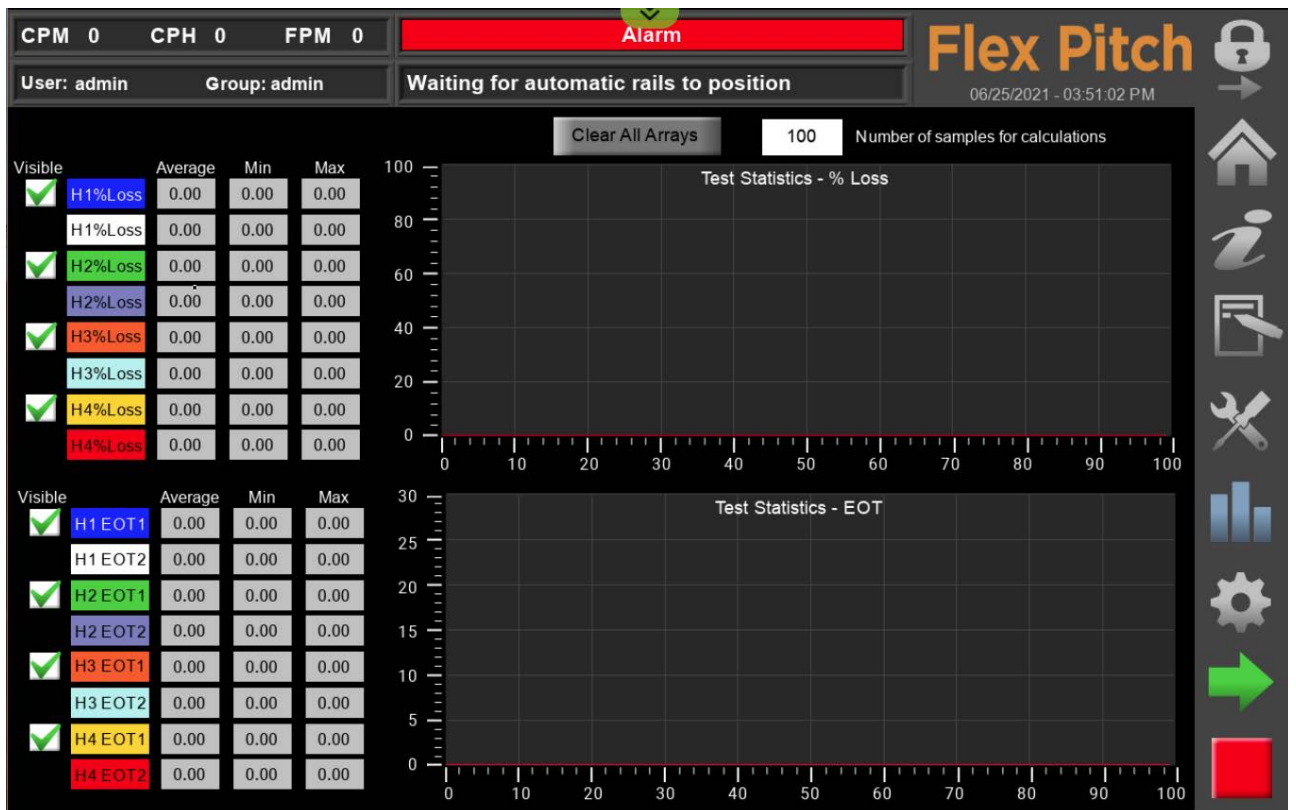 CPM 0 CPH 0 FPM 0
Alarm
Flex Pitch
User: admin Group: admin
Waiting for automatic rails to position
06/25/2021 - 03:51:02 PM
Clear All Arrays 100 Number of samples for calculations
Visible Average Min Max
H1%Loss 0.00 0.00 0.00
H1%Loss 0.00 0.00 0.00
H2%Loss 0.00 0.00 0.00
H2%Loss 0.00 0.00 0.00
H3%Loss 0.00 0.00 0.00
H3%Loss 0.00 0.00 0.00
H4%Loss 0.00 0.00 0.00
H4%Loss 0.00 0.00 0.00
Test Statistics - % Loss
100
80
60
40
20
0
0 10 20 30 40 50 60 70 80 90 100
Visible Average Min Max
H1 EOT1 0.00 0.00 0.00
H1 EOT2 0.00 0.00 0.00
H2 EOT1 0.00 0.00 0.00
H2 EOT2 0.00 0.00 0.00
H3 EOT1 0.00 0.00 0.00
H3 EOT2 0.00 0.00 0.00
H4 EOT1 0.00 0.00 0.00
H4 EOT2 0.00 0.00 0.00
Test Statistics - EOT
30
25
20
15
10
5
0
0 10 20 30 40 50 60 70 80 90 100